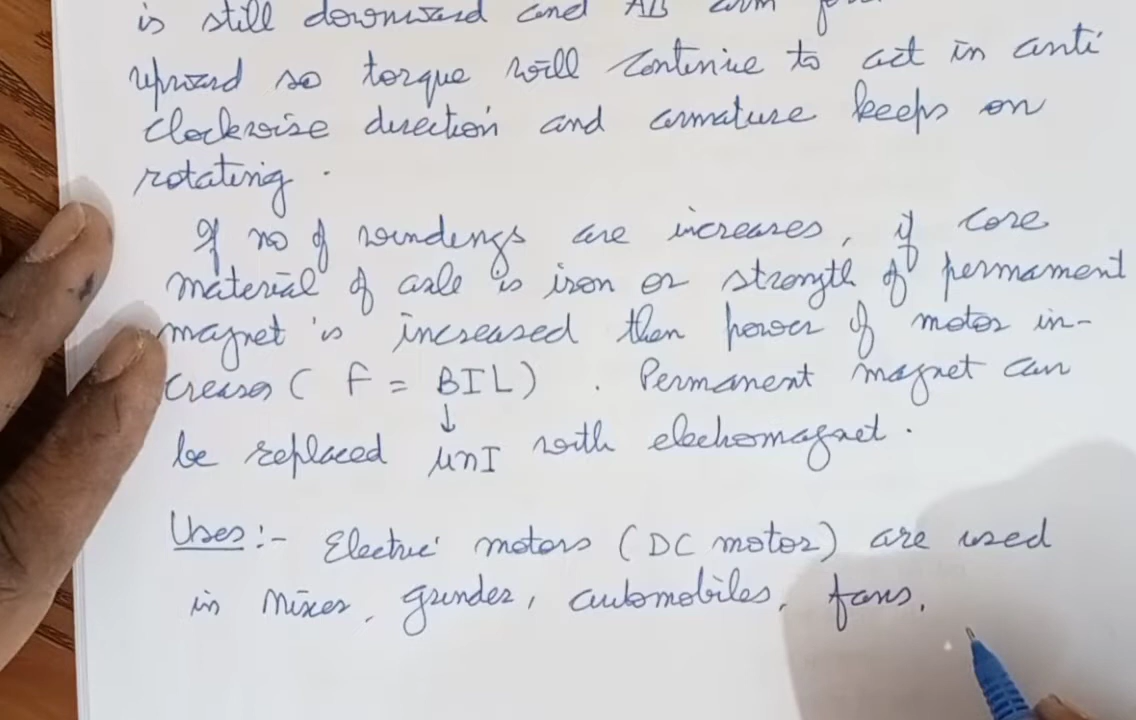 is still downward and AB arm
upward so torque will continue to act in anti
clockwise direction and armature keeps on
rotating.
If no of windings are increases, if core
material of axle is iron or strength of permament
magnet is increased then power of motor in-
creases ( F = BIL ) . Permanent magnet can
↓
be replaced μnI with electromagnet.
Uses:- Electric motors (DC motor) are used
in mixer, grinder, automobiles, fans,